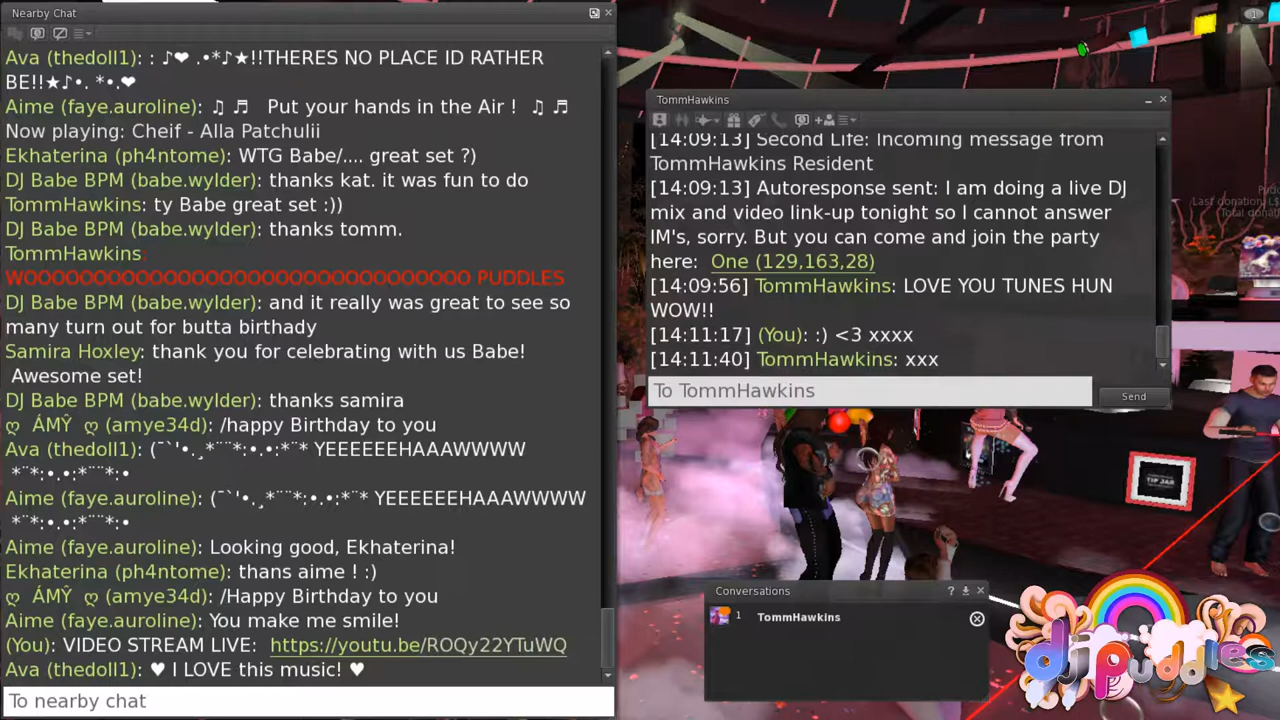 Nearby Chat
Ava (thedoll1): : ♪❤ .•*♪★!!THERES NO PLACE ID RATHER
BE!!★♪•. *•.❤
Aime (faye.auroline): ♫ ♬ Put your hands in the Air ! ♫ ♬
Now playing: Cheif - Alla Patchulii
Ekhaterina (ph4ntome): WTG Babe/.... great set ?)
DJ Babe BPM (babe.wylder): thanks kat. it was fun to do
TommHawkins: ty Babe great set :))
DJ Babe BPM (babe.wylder): thanks tomm.
TommHawkins:
WOOOOOOOOOOOOOOOOOOOOOOOOOOOOOOOO PUDDLES
DJ Babe BPM (babe.wylder): and it really was great to see so
many turn out for butta birthady
Samira Hoxley: thank you for celebrating with us Babe!
Awesome set!
DJ Babe BPM (babe.wylder): thanks samira
ღ ÁMŶ ღ (amye34d): /happy Birthday to you
Ava (thedoll1): (¯`'•.¸*¨¨*:•.•:*¨* YEEEEEEHAAAWWWW
*¨*:•.•:*¨¨*:•
Aime (faye.auroline): (¯`'•.¸*¨¨*:•.•:*¨* YEEEEEEHAAAWWWW
*¨*:•.•:*¨¨*:•
Aime (faye.auroline): Looking good, Ekhaterina!
Ekhaterina (ph4ntome): thans aime ! :)
ღ ÁMŶ ღ (amye34d): /Happy Birthday to you
Aime (faye.auroline): You make me smile!
(You): VIDEO STREAM LIVE: https://youtu.be/ROQy22YTuWQ
Ava (thedoll1): ♥ I LOVE this music! ♥
To nearby chat
TommHawkins
[14:09:13] Second Life: Incoming message from
TommHawkins Resident
[14:09:13] Autoresponse sent: I am doing a live DJ
mix and video link-up tonight so I cannot answer
IM's, sorry. But you can come and join the party
here: One (129,163,28)
[14:09:56] TommHawkins: LOVE YOU TUNES HUN
WOW!!
[14:11:17] (You): :) <3 xxxx
[14:11:40] TommHawkins: xxx
To TommHawkins
Send
Last donation: L$
Total donat
TIP JAR
Conversations
1 TommHawkins
dj Puddles